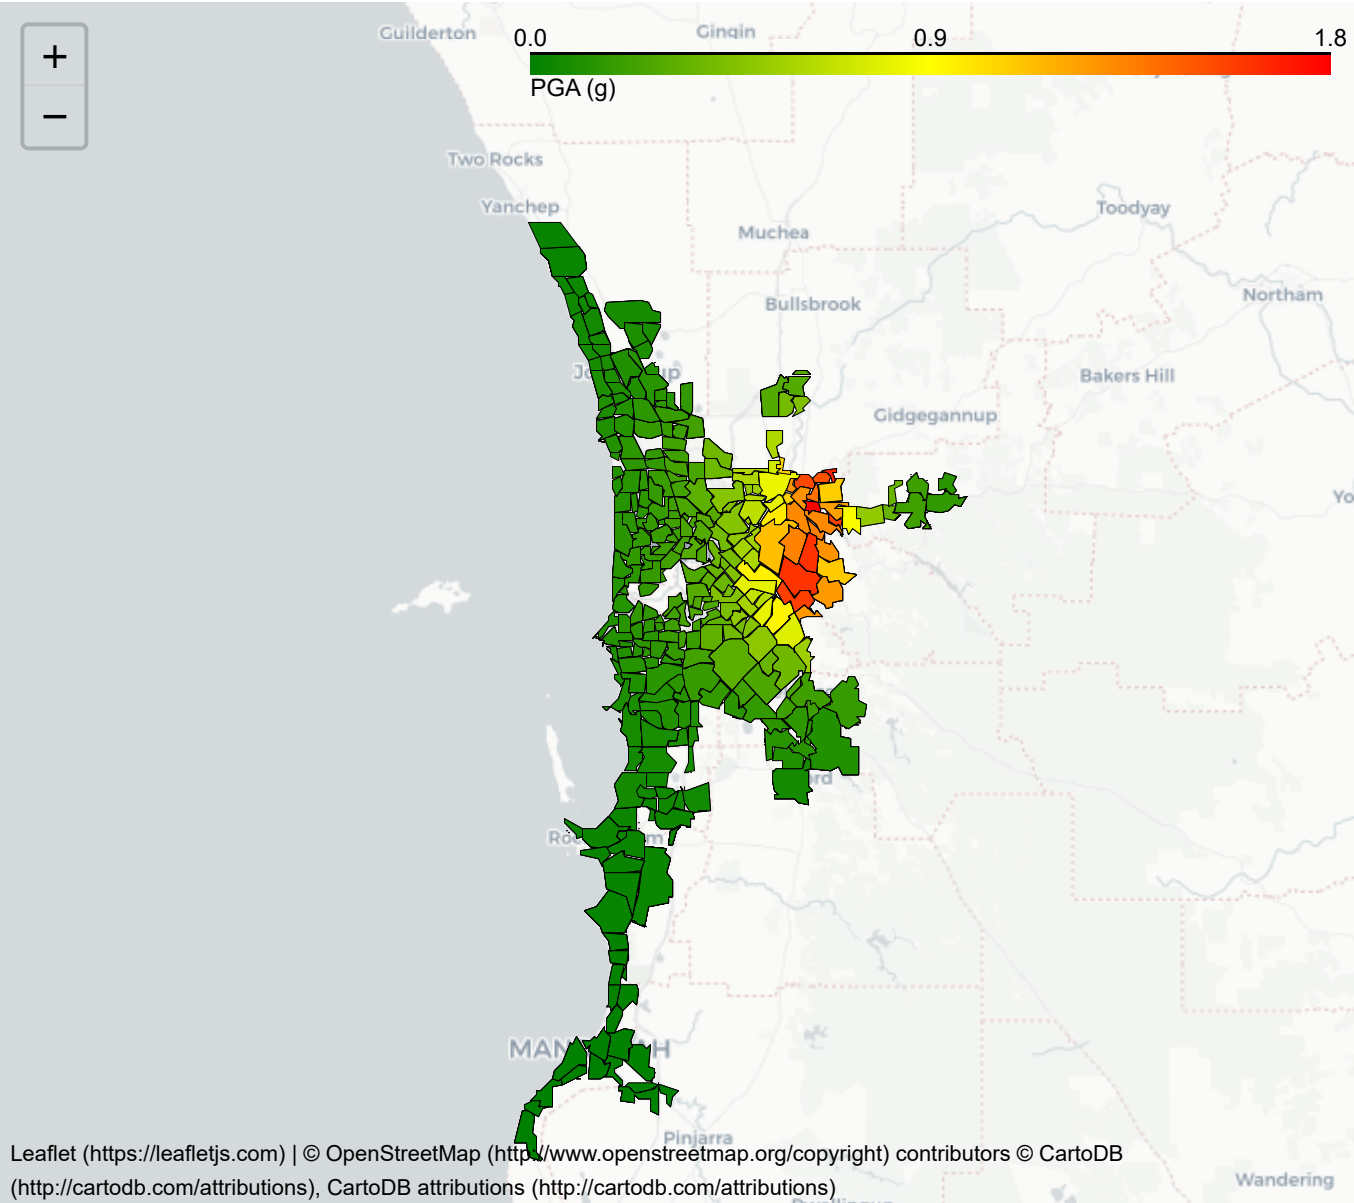 +
−
Guilderton
Gingin
0.0 0.9 1.8
PGA (g)
Two Rocks
Yanchep
Toodyay
Muchea
Northam
Bullsbrook
Bakers Hill
Gidgegannup
Pinjarra
Leaflet (https://leafletjs.com) | © OpenStreetMap (http://www.openstreetmap.org/copyright) contributors © CartoDB
(http://cartodb.com/attributions), CartoDB attributions (http://cartodb.com/attributions)
Wandering